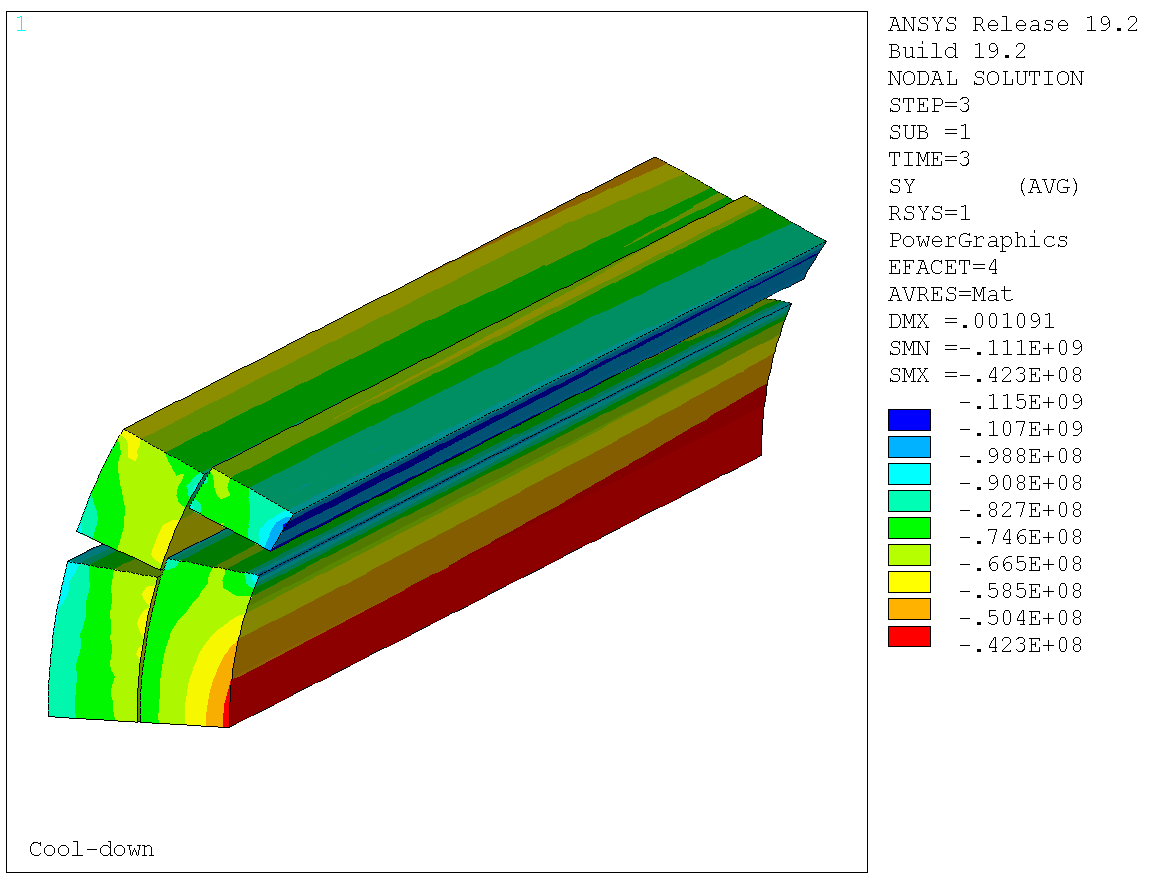 1
ANSYS Release 19.2
Build 19.2
NODAL SOLUTION
STEP=3
SUB =1
TIME=3
SY (AVG)
RSYS=1
PowerGraphics
EFACET=4
AVRES=Mat
DMX =.001091
SMN =-.111E+09
SMX =-.423E+08
-.115E+09
-.107E+09
-.988E+08
-.908E+08
-.827E+08
-.746E+08
-.665E+08
-.585E+08
-.504E+08
-.423E+08
Cool-down